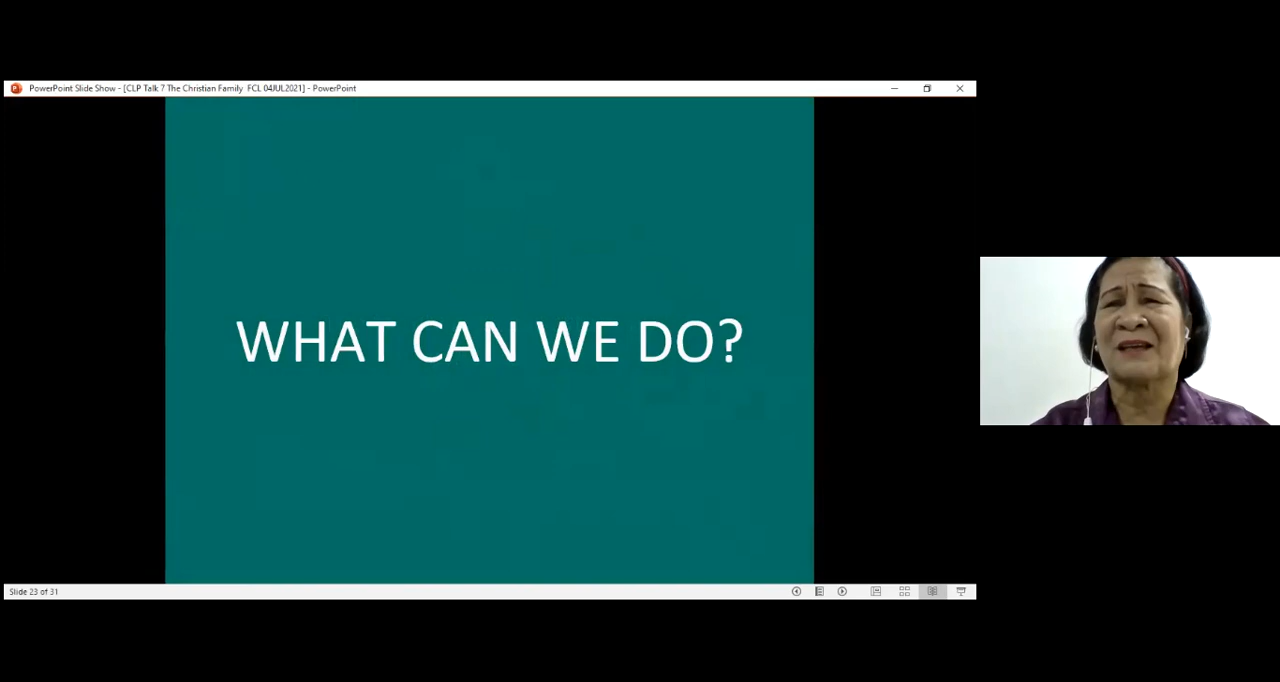 PowerPoint Slide Show - [CLP Talk 7 The Christian Family  FCL 04JUL2021] - PowerPoint
WHAT CAN WE DO?
Slide 23 of 31